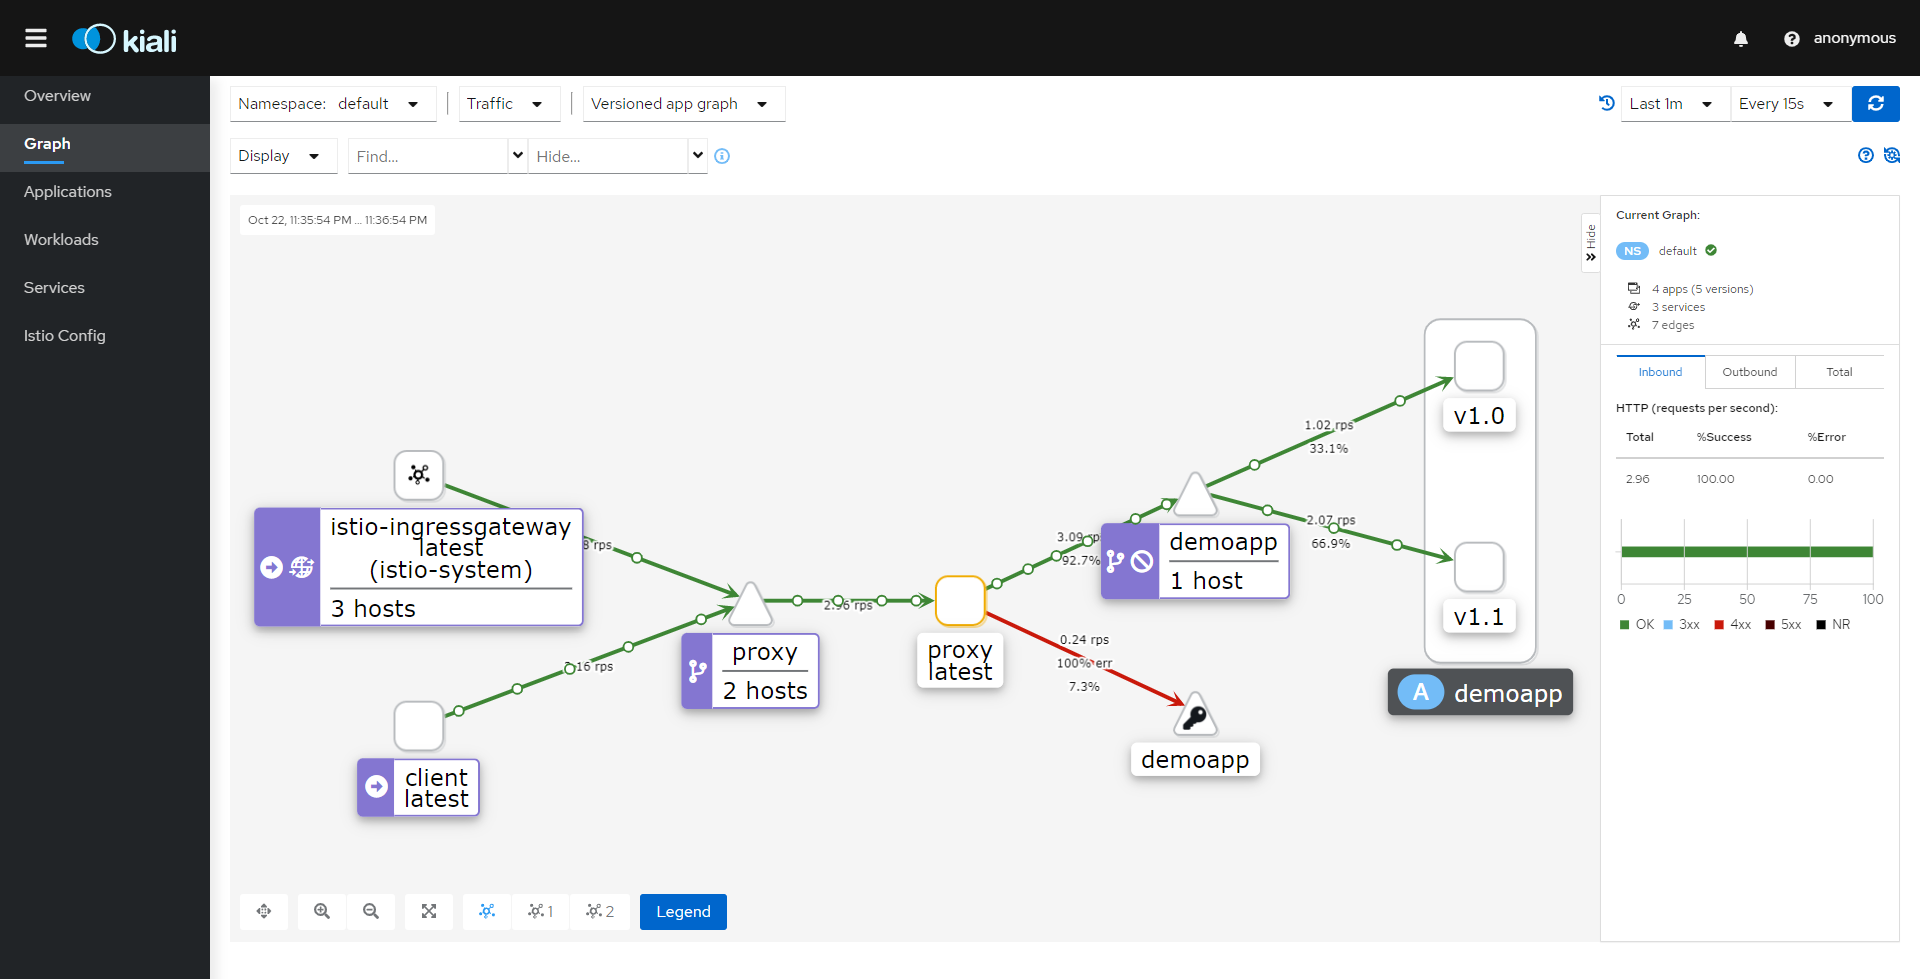 kiali
anonymous
Overview
Graph
Applications
Workloads
Services
Istio Config
Namespace: default
Traffic
Versioned app graph
Last 1m
Every 15s
Display
Find...
Hide...
Oct 22, 11:35:54 PM ... 11:36:54 PM
Hide
istio-ingressgateway
latest
(istio-system)
3 hosts
8 rps
client
latest
16 rps
proxy
2 hosts
2.96 rps
proxy
latest
3.09 rps
92.7%
0.24 rps
100% err
7.3%
demoapp
1 host
demoapp
1.02 rps
33.1%
2.07 rps
66.9%
v1.0
v1.1
A demoapp
1
2
Legend
Current Graph:
NS default
4 apps (5 versions)
3 services
7 edges
Inbound Outbound Total
HTTP (requests per second):
Total %Success %Error
2.96 100.00 0.00
0 25 50 75 100
OK 3xx 4xx 5xx NR